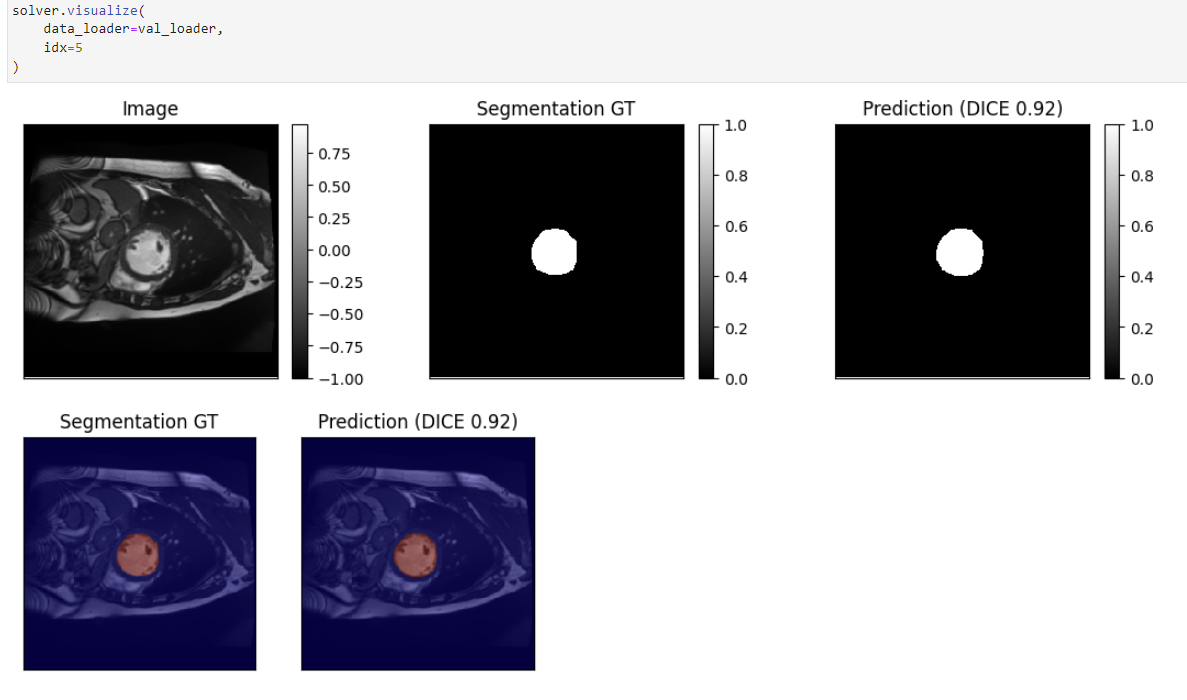 solver.visualize(
    data_loader=val_loader,
    idx=5
)
Image
Segmentation GT
Prediction (DICE 0.92)
0.75
0.50
0.25
0.00
−0.25
−0.50
−0.75
−1.00
1.0
0.8
0.6
0.4
0.2
0.0
1.0
0.8
0.6
0.4
0.2
0.0
Segmentation GT
Prediction (DICE 0.92)